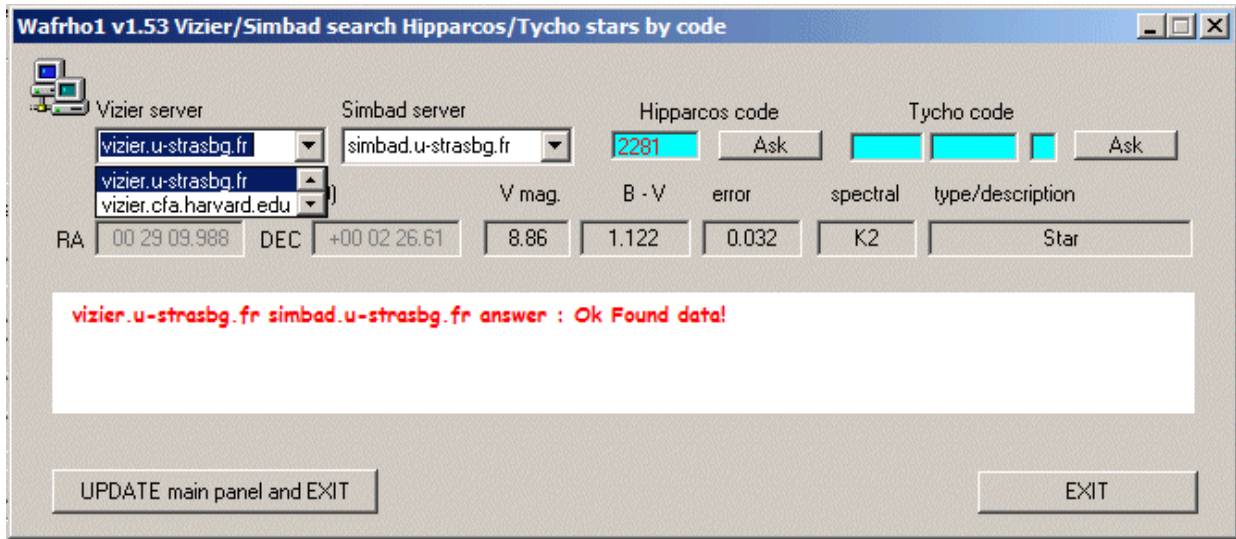 Wafrho1 v1.53 Vizier/Simbad search Hipparcos/Tycho stars by code
Vizier server Simbad server Hipparcos code Tycho code
vizier.u-strasbg.fr simbad.u-strasbg.fr 2281 Ask Ask
vizier.u-strasbg.fr
vizier.cfa.harvard.edu
V mag. B - V error spectral type/description
RA 00 29 09.988 DEC +00 02 26.61 8.86 1.122 0.032 K2 Star
vizier.u-strasbg.fr simbad.u-strasbg.fr answer : Ok Found data!
UPDATE main panel and EXIT EXIT